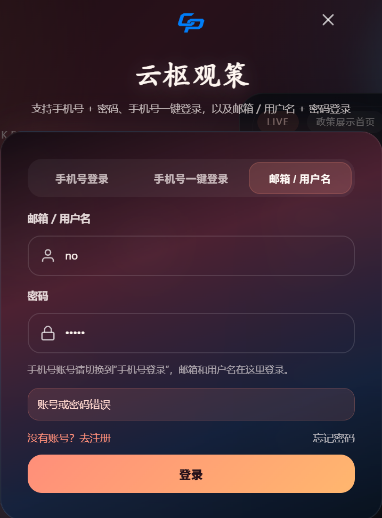 云枢观策
支持手机号 + 密码、手机号一键登录，以及邮箱 / 用户名 + 密码登录
LIVE 政策展示首页
手机号登录 手机号一键登录 邮箱 / 用户名
邮箱 / 用户名
no
密码
•••••
手机号账号请切换到“手机号登录”，邮箱和用户名在这里登录。
账号或密码错误
没有账号？去注册 忘记密码
登录